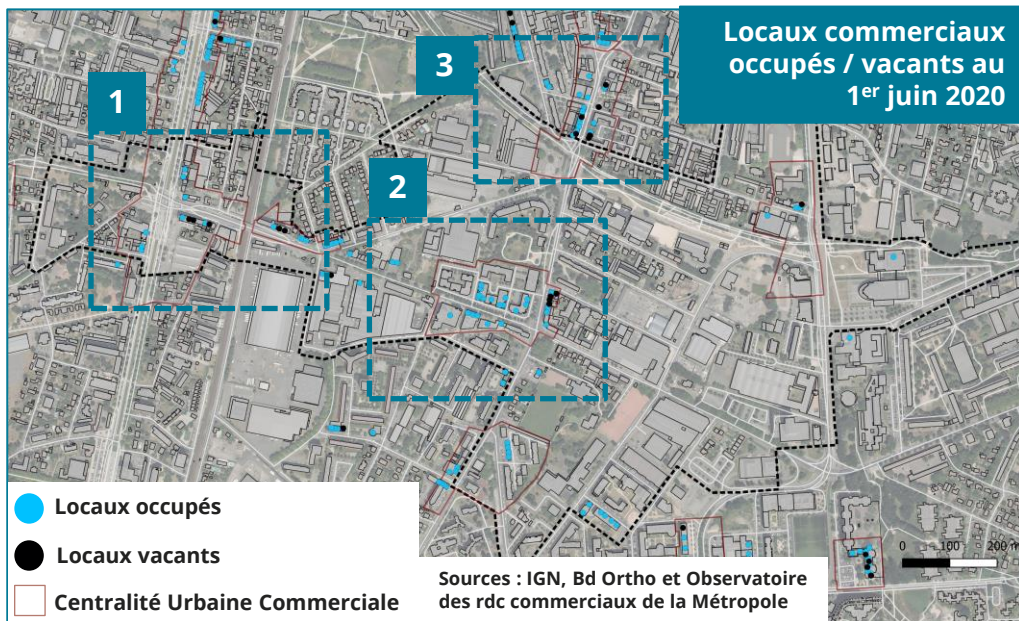 Locaux commerciaux
occupés / vacants au
1er juin 2020
3
1
2
Locaux occupés
Locaux vacants
Centralité Urbaine Commerciale
Sources : IGN, Bd Ortho et Observatoire
des rdc commerciaux de la Métropole
0 100 200 m